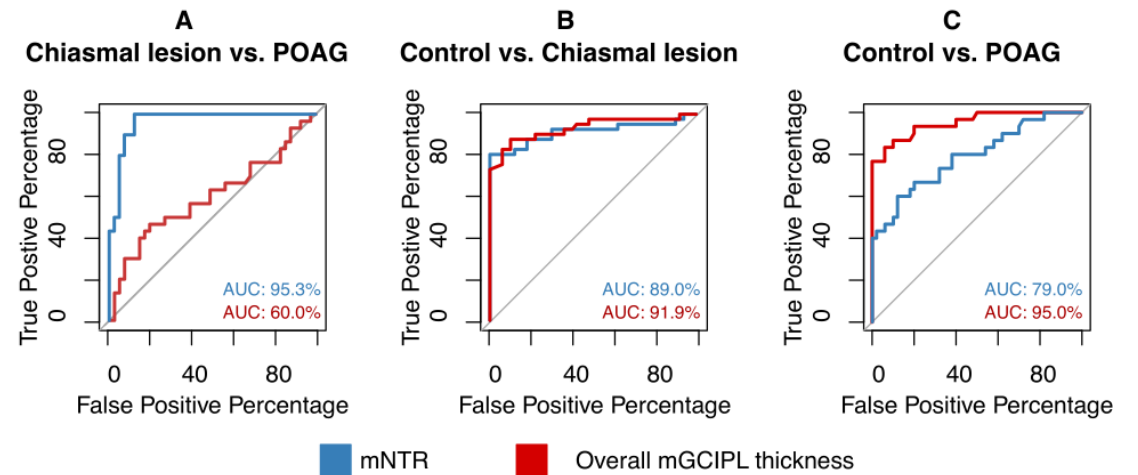 A
Chiasmal lesion vs. POAG
True Postive Percentage
0 40 80
AUC: 95.3%
AUC: 60.0%
0 40 80
False Positive Percentage
B
Control vs. Chiasmal lesion
True Postive Percentage
0 40 80
AUC: 89.0%
AUC: 91.9%
0 40 80
False Positive Percentage
C
Control vs. POAG
True Postive Percentage
0 40 80
AUC: 79.0%
AUC: 95.0%
0 40 80
False Positive Percentage
mNTR
Overall mGCIPL thickness